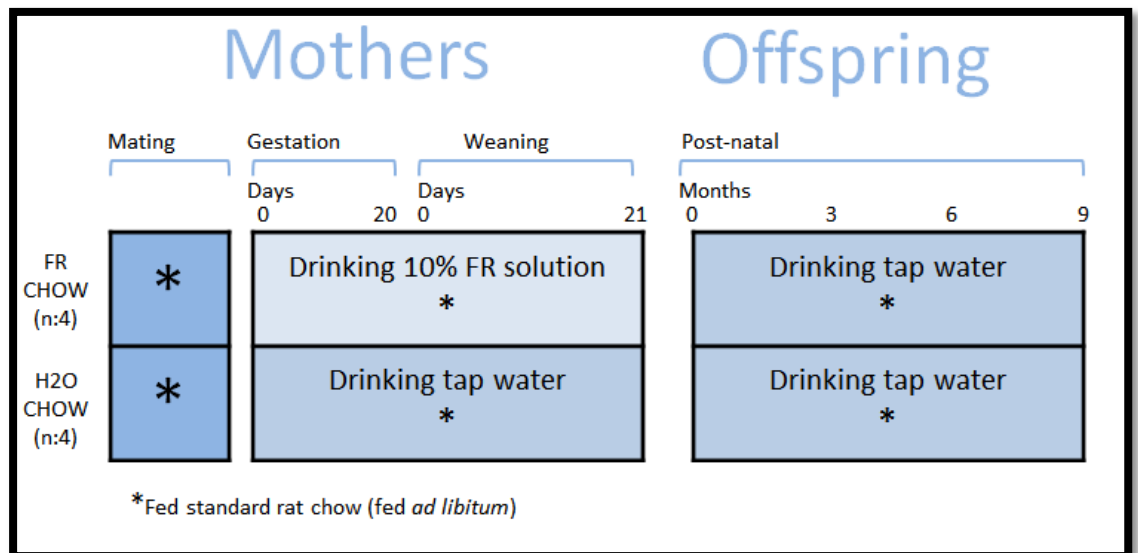 Mothers Offspring
Mating Gestation Weaning Post-natal
Days Days Months
0 20 0 21 0 3 6 9
FR
CHOW
(n:4)
*
Drinking 10% FR solution
*
Drinking tap water
*
H2O
CHOW
(n:4)
*
Drinking tap water
*
Drinking tap water
*
*Fed standard rat chow (fed ad libitum)